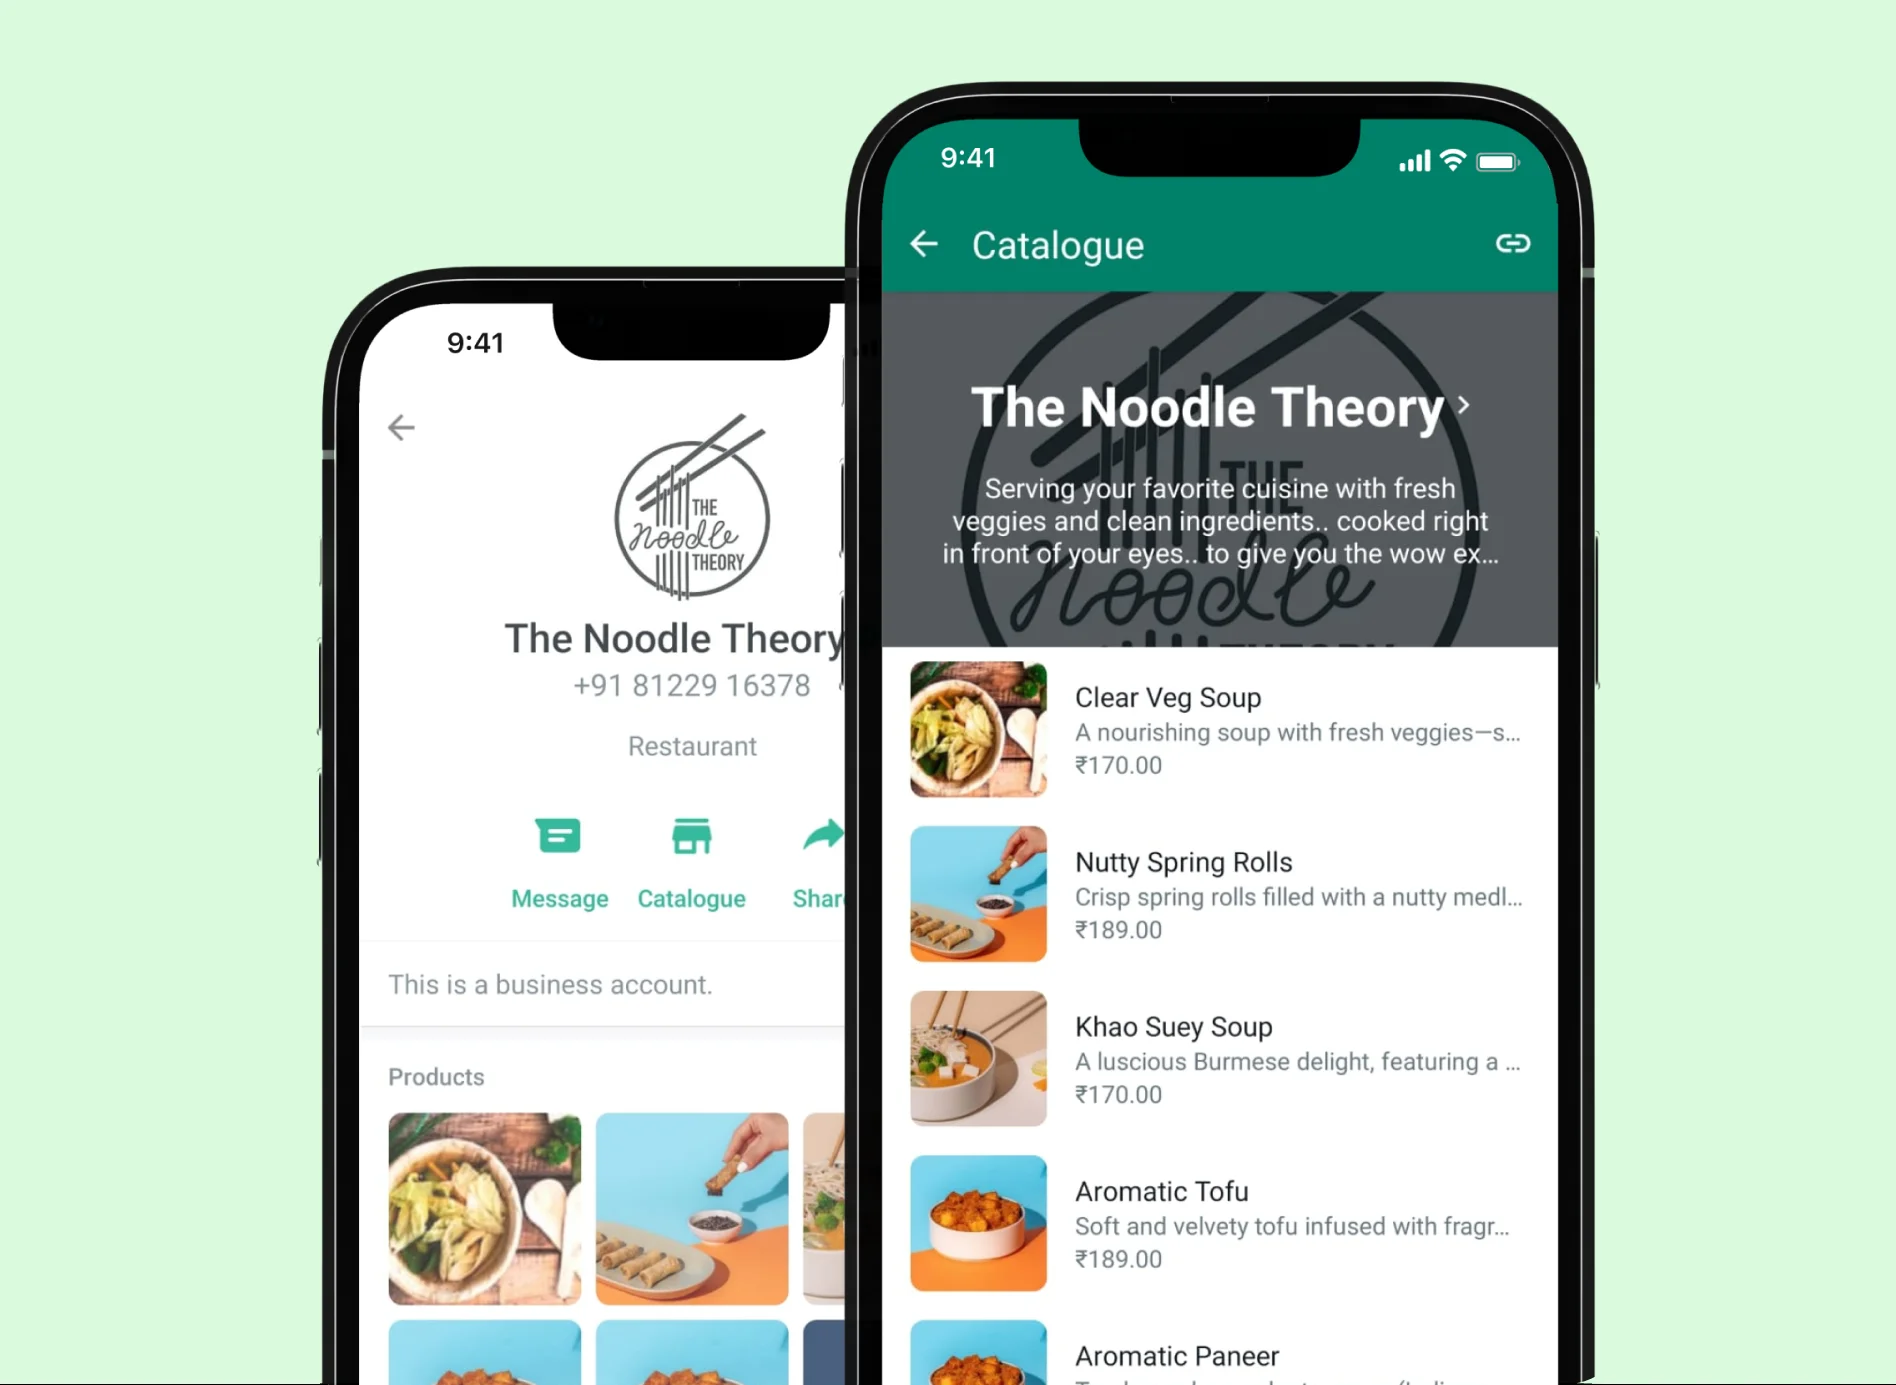 9:41
THE
Noodle
THEORY
The Noodle Theory
+91 81229 16378
Restaurant
Message
Catalogue
Shar
This is a business account.
Products
9:41
Catalogue
The Noodle Theory
THE
Serving your favorite cuisine with fresh
veggies and clean ingredients.. cooked right
in front of your eyes.. to give you the wow ex...
Noodle
THEORY
Clear Veg Soup
A nourishing soup with fresh veggies—s...
₹170.00
Nutty Spring Rolls
Crisp spring rolls filled with a nutty medl...
₹189.00
Khao Suey Soup
A luscious Burmese delight, featuring a ...
₹170.00
Aromatic Tofu
Soft and velvety tofu infused with fragr...
₹189.00
Aromatic Paneer